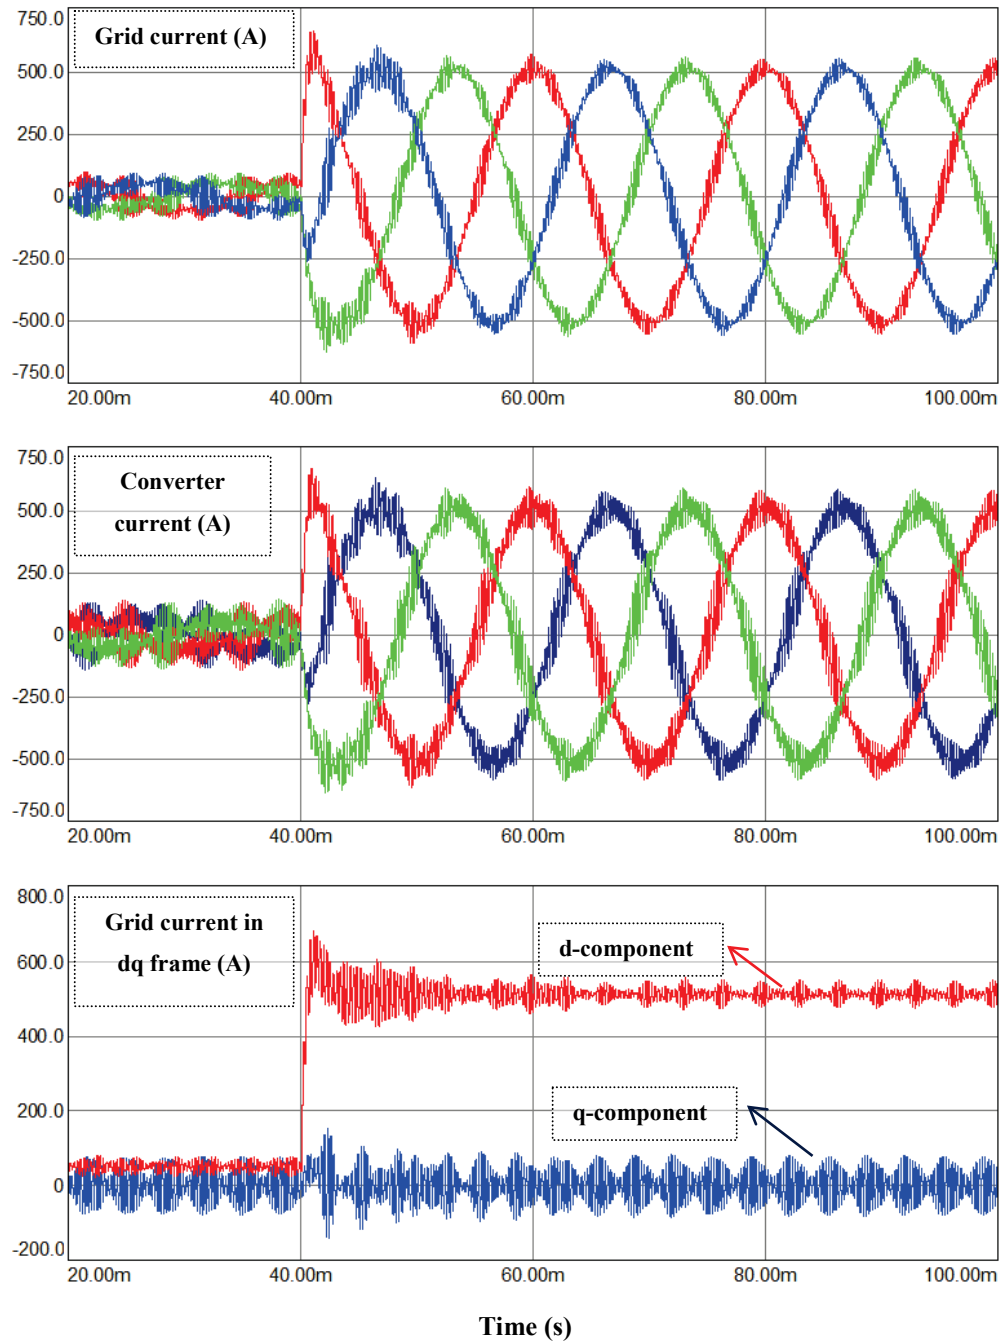 750.0
Grid current (A)
500.0
250.0
0
-250.0
-500.0
-750.0
20.00m 40.00m 60.00m 80.00m 100.00m
750.0
Converter
current (A)
500.0
250.0
0
-250.0
-500.0
-750.0
20.00m 40.00m 60.00m 80.00m 100.00m
800.0
Grid current in
dq frame (A)
d-component
600.0
400.0
200.0
q-component
0
-200.0
20.00m 40.00m 60.00m 80.00m 100.00m
Time (s)